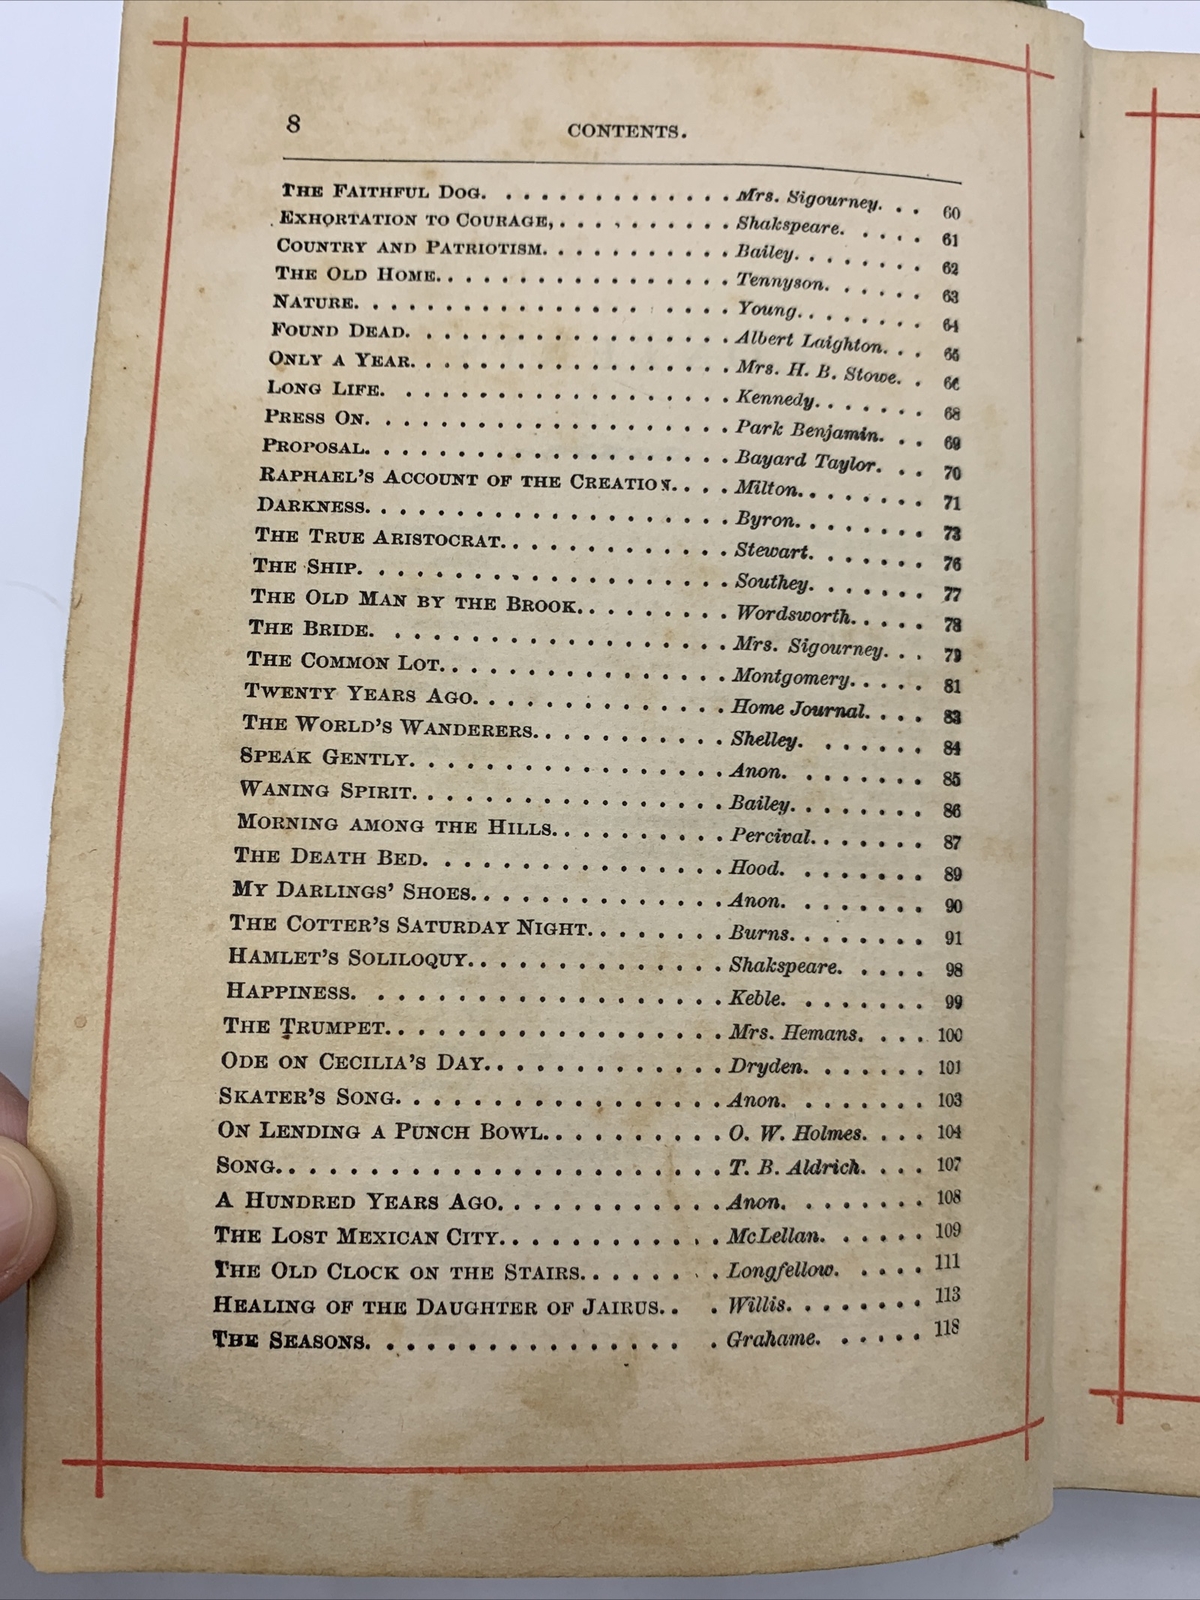 8 CONTENTS.
THE FAITHFUL DOG. . . . . . . . . . . . . . Mrs. Sigourney. . . 60
EXHORTATION TO COURAGE, . . . . . . . . . Shakspeare. . . . . 61
COUNTRY AND PATRIOTISM. . . . . . . . . . Bailey. . . . . . . 62
THE OLD HOME. . . . . . . . . . . . . . . Tennyson. . . . . . 63
NATURE. . . . . . . . . . . . . . . . . . Young. . . . . . . . 64
FOUND DEAD. . . . . . . . . . . . . . . . Albert Laighton. . . 65
ONLY A YEAR. . . . . . . . . . . . . . . . Mrs. H. B. Stowe. . 66
LONG LIFE. . . . . . . . . . . . . . . . . Kennedy. . . . . . . 68
PRESS ON. . . . . . . . . . . . . . . . . Park Benjamin. . . 69
PROPOSAL. . . . . . . . . . . . . . . . . Bayard Taylor. . . 70
RAPHAEL'S ACCOUNT OF THE CREATION. . . . Milton. . . . . . . 71
DARKNESS. . . . . . . . . . . . . . . . . Byron. . . . . . . . 73
THE TRUE ARISTOCRAT. . . . . . . . . . . . Stewart. . . . . . . 76
THE SHIP. . . . . . . . . . . . . . . . . Southey. . . . . . . 77
THE OLD MAN BY THE BROOK. . . . . . . . . Wordsworth. . . . . 78
THE BRIDE. . . . . . . . . . . . . . . . . Mrs. Sigourney. . . 79
THE COMMON LOT. . . . . . . . . . . . . . Montgomery. . . . . 81
TWENTY YEARS AGO. . . . . . . . . . . . . Home Journal. . . . 83
THE WORLD'S WANDERERS. . . . . . . . . . . Shelley. . . . . . . 84
SPEAK GENTLY. . . . . . . . . . . . . . . Anon. . . . . . . . 85
WANING SPIRIT. . . . . . . . . . . . . . . Bailey. . . . . . . . 86
MORNING AMONG THE HILLS. . . . . . . . . . Percival. . . . . . . 87
THE DEATH BED. . . . . . . . . . . . . . . Hood. . . . . . . . 89
MY DARLINGS' SHOES. . . . . . . . . . . . Anon. . . . . . . . 90
THE COTTER'S SATURDAY NIGHT. . . . . . . . Burns. . . . . . . . 91
HAMLET'S SOLILOQUY. . . . . . . . . . . . Shakspeare. . . . . 98
HAPPINESS. . . . . . . . . . . . . . . . . Keble. . . . . . . . 99
THE TRUMPET. . . . . . . . . . . . . . . . Mrs. Hemans. . . . 100
ODE ON CECILIA'S DAY. . . . . . . . . . . Dryden. . . . . . . 101
SKATER'S SONG. . . . . . . . . . . . . . . Anon. . . . . . . . 103
ON LENDING A PUNCH BOWL. . . . . . . . . . O. W. Holmes. . . . 104
SONG. . . . . . . . . . . . . . . . . . . T. B. Aldrich. . . . 107
A HUNDRED YEARS AGO. . . . . . . . . . . . Anon. . . . . . . . 108
THE LOST MEXICAN CITY. . . . . . . . . . . McLellan. . . . . . 109
THE OLD CLOCK ON THE STAIRS. . . . . . . . Longfellow. . . . . 111
HEALING OF THE DAUGHTER OF JAIRUS. . . Willis. . . . . . . . 113
THE SEASONS. . . . . . . . . . . . . . . Grahame. . . . . . 118